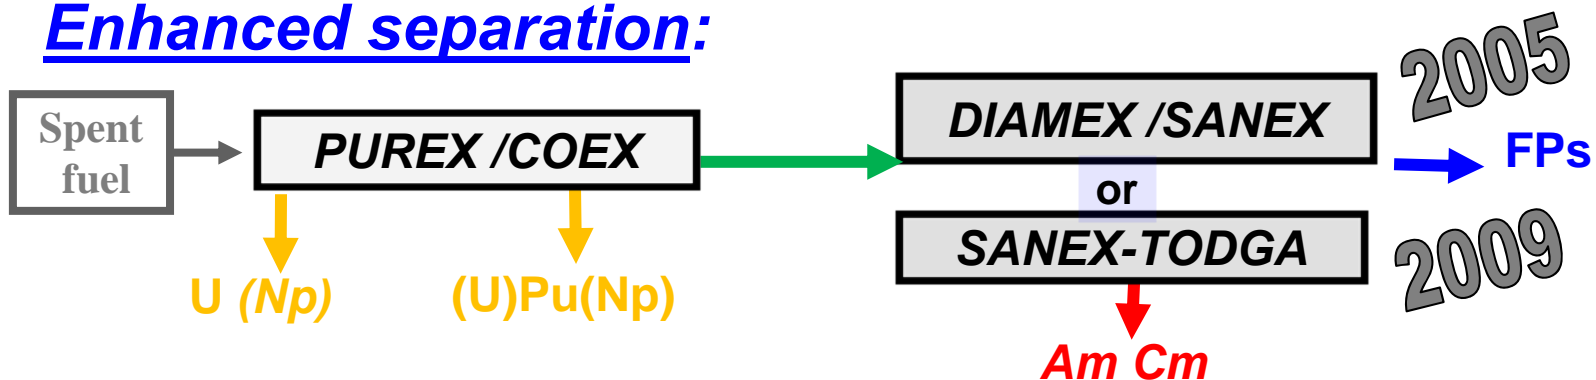 Enhanced separation:
Spent
fuel
PUREX /COEX
U (Np)
(U)Pu(Np)
DIAMEX /SANEX
or
SANEX-TODGA
Am Cm
2005
FPs
2009